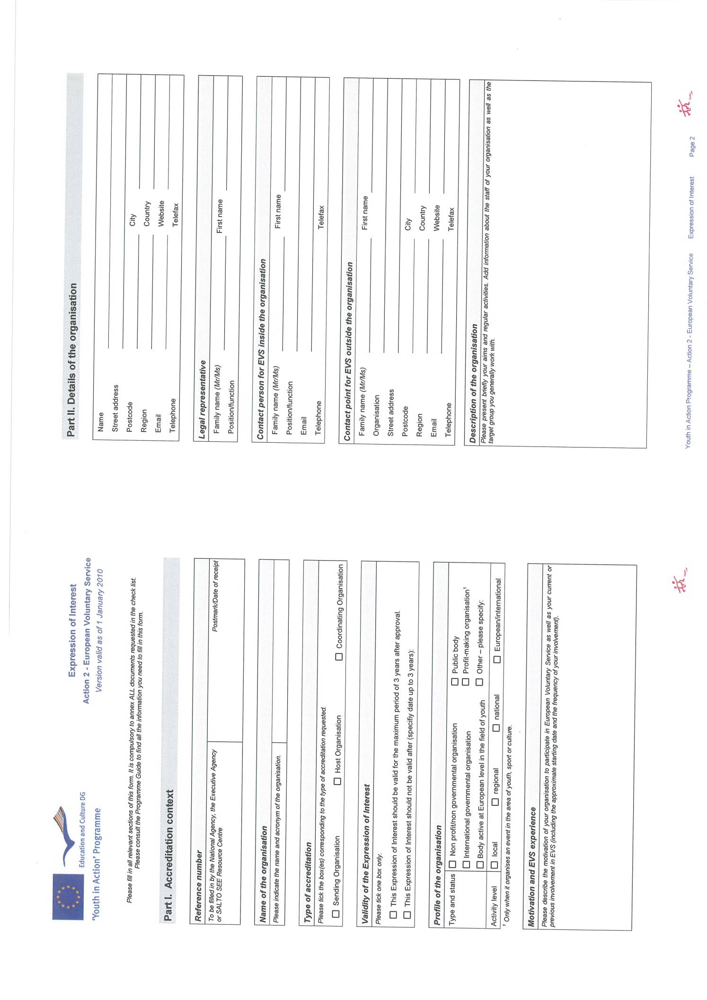 Education and Culture DG
'Youth in Action' Programme
Expression of Interest
Action 2 - European Voluntary Service
Version valid as of 1 January 2010
Please fill in all relevant sections of this form. It is compulsory to annex ALL documents requested in the check list.
Please consult the Programme Guide to find all the information you need to fill in this form.
Part I. Accreditation context
Reference number
To be filled in by the National Agency, the Executive Agency
or SALTO SEE Resource Centre
Postmark/Date of receipt
Name of the organisation
Please indicate the name and acronym of the organisation.
Type of accreditation
Please tick the box(es) corresponding to the type of accreditation requested.
☐ Sending Organisation ☐ Host Organisation ☐ Coordinating Organisation
Validity of the Expression of Interest
Please tick one box only.
☐ This Expression of Interest should be valid for the maximum period of 3 years after approval.
☐ This Expression of Interest should not be valid after (specifiy date up to 3 years):
Profile of the organisation
Type and status ☐ Non profit/non governmental organisation ☐ Public body
☐ International governmental organisation ☐ Profit-making organisation¹
☐ Body active at European level in the field of youth ☐ Other – please specify:
Activity level ☐ local ☐ regional ☐ national ☐ European/international
¹ Only when it organises an event in the area of youth, sport or culture.
Motivation and EVS experience
Please describe the motivation of your organisation to participate in European Voluntary Service as well as your current or
previous involvement in EVS (including the approximate starting date and the frequency of your involvement).
Part II. Details of the organisation
Name
Street address
Postcode City
Region Country
Email Website
Telephone Telefax
Legal representative
Family name (Mr/Ms) First name
Position/function
Contact person for EVS inside the organisation
Family name (Mr/Ms) First name
Position/function
Email
Telephone Telefax
Contact point for EVS outside the organisation
Family name (Mr/Ms) First name
Organisation
Street address
Postcode City
Region Country
Email Website
Telephone Telefax
Description of the organisation
Please present briefly your aims and regular activities. Add information about the staff of your organisation as well as the
target group you generally work with.
Youth in Action Programme – Action 2 - European Voluntary Service Expression of Interest Page 2